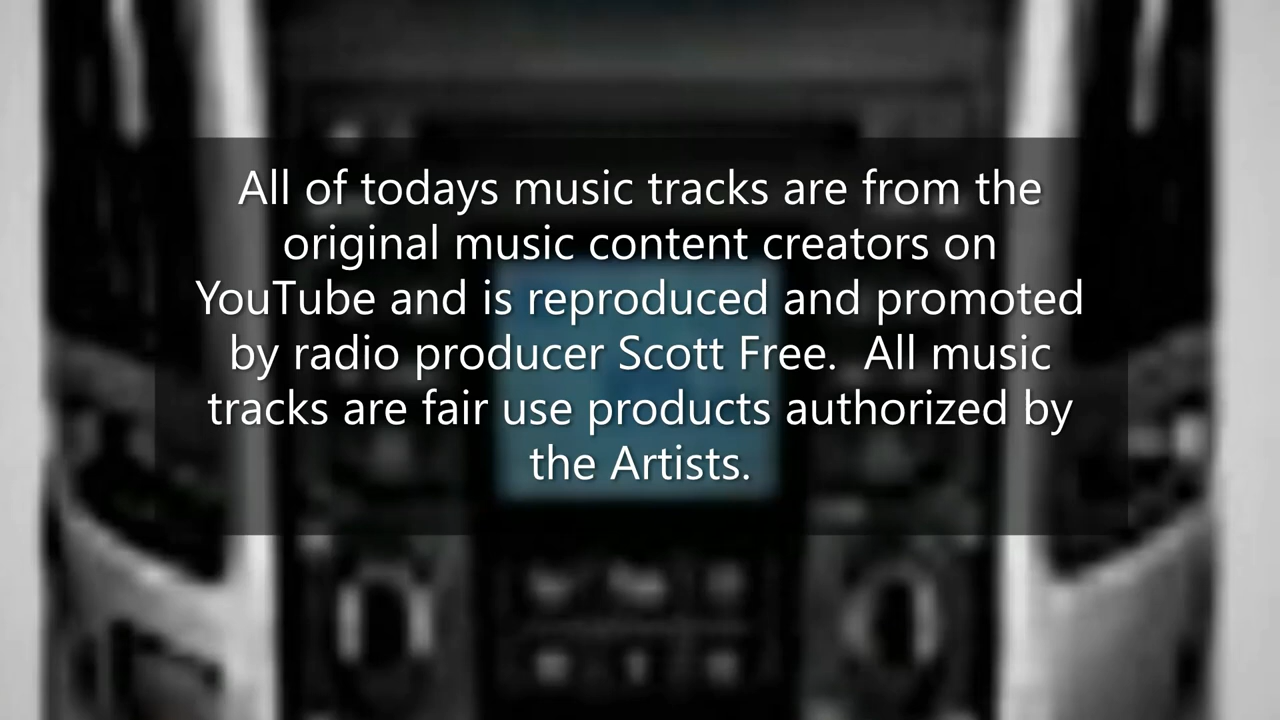 All of todays music tracks are from the
original music content creators on
YouTube and is reproduced and promoted
by radio producer Scott Free.  All music
tracks are fair use products authorized by
the Artists.